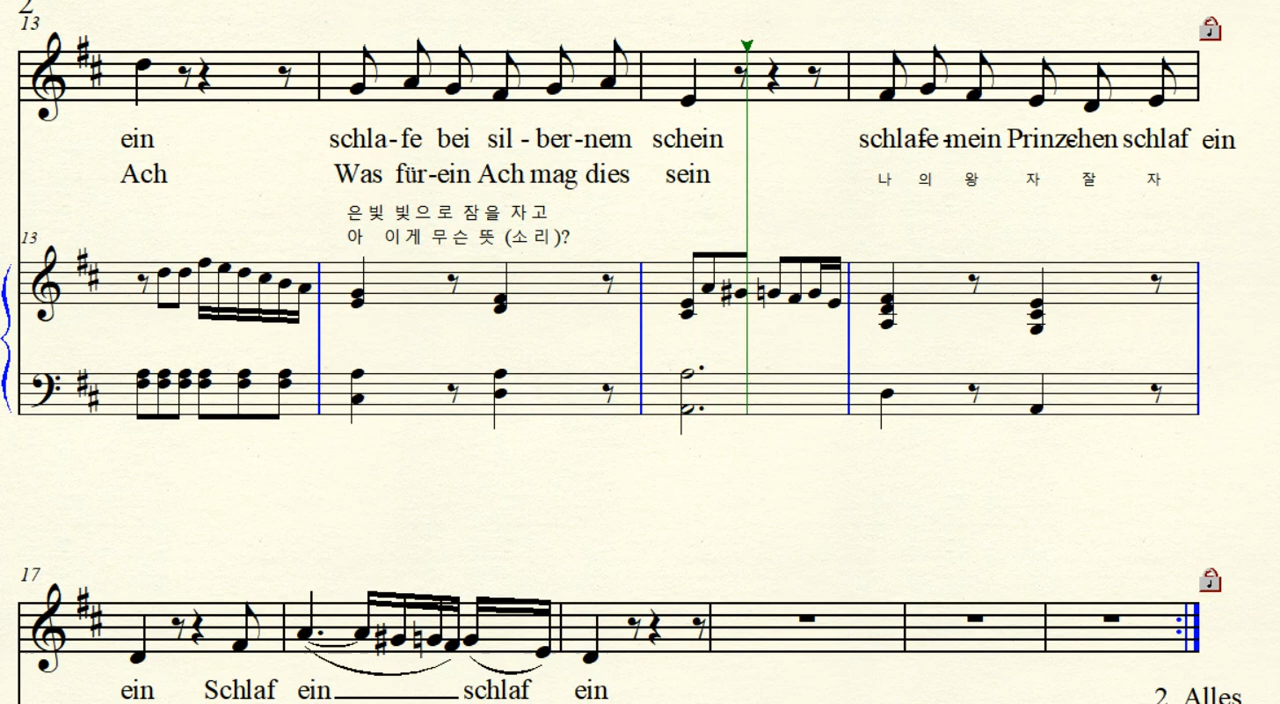 2
13
ein schla-fe bei sil - ber-nem schein schlafe-mein Prinzchen schlaf ein
Ach Was für-ein Ach mag dies sein 나 의 왕 자 잘 자
은 빛 빛 으 로 잠 을 자 고
아 이 게 무 슨 뜻 (소 리)?
13
17
ein Schlaf ein schlaf ein
2. Alles